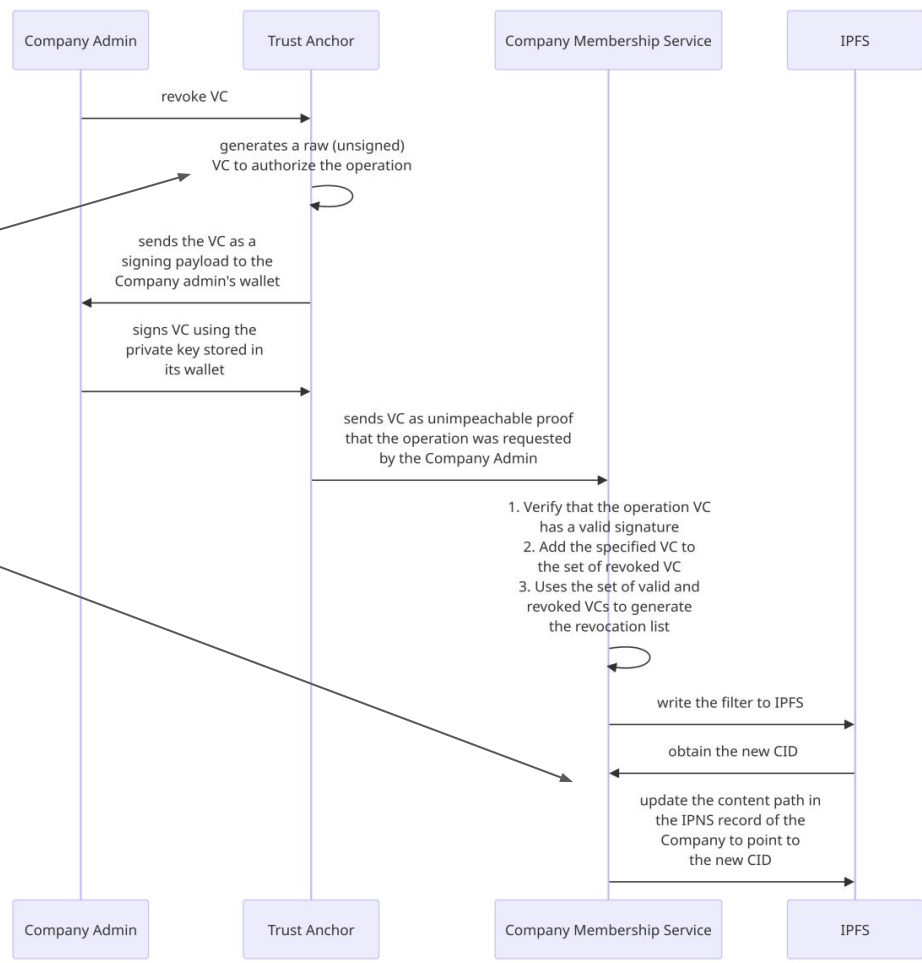 Company Admin
Trust Anchor
Company Membership Service
IPFS
revoke VC
generates a raw (unsigned)
VC to authorize the operation
sends the VC as a
signing payload to the
Company admin's wallet
signs VC using the
private key stored in
its wallet
sends VC as unimpeachable proof
that the operation was requested
by the Company Admin
1. Verify that the operation VC
has a valid signature
2. Add the specified VC to
the set of revoked VC
3. Uses the set of valid and
revoked VCs to generate
the revocation list
write the filter to IPFS
obtain the new CID
update the content path in
the IPNS record of the
Company to point to
the new CID
Company Admin
Trust Anchor
Company Membership Service
IPFS